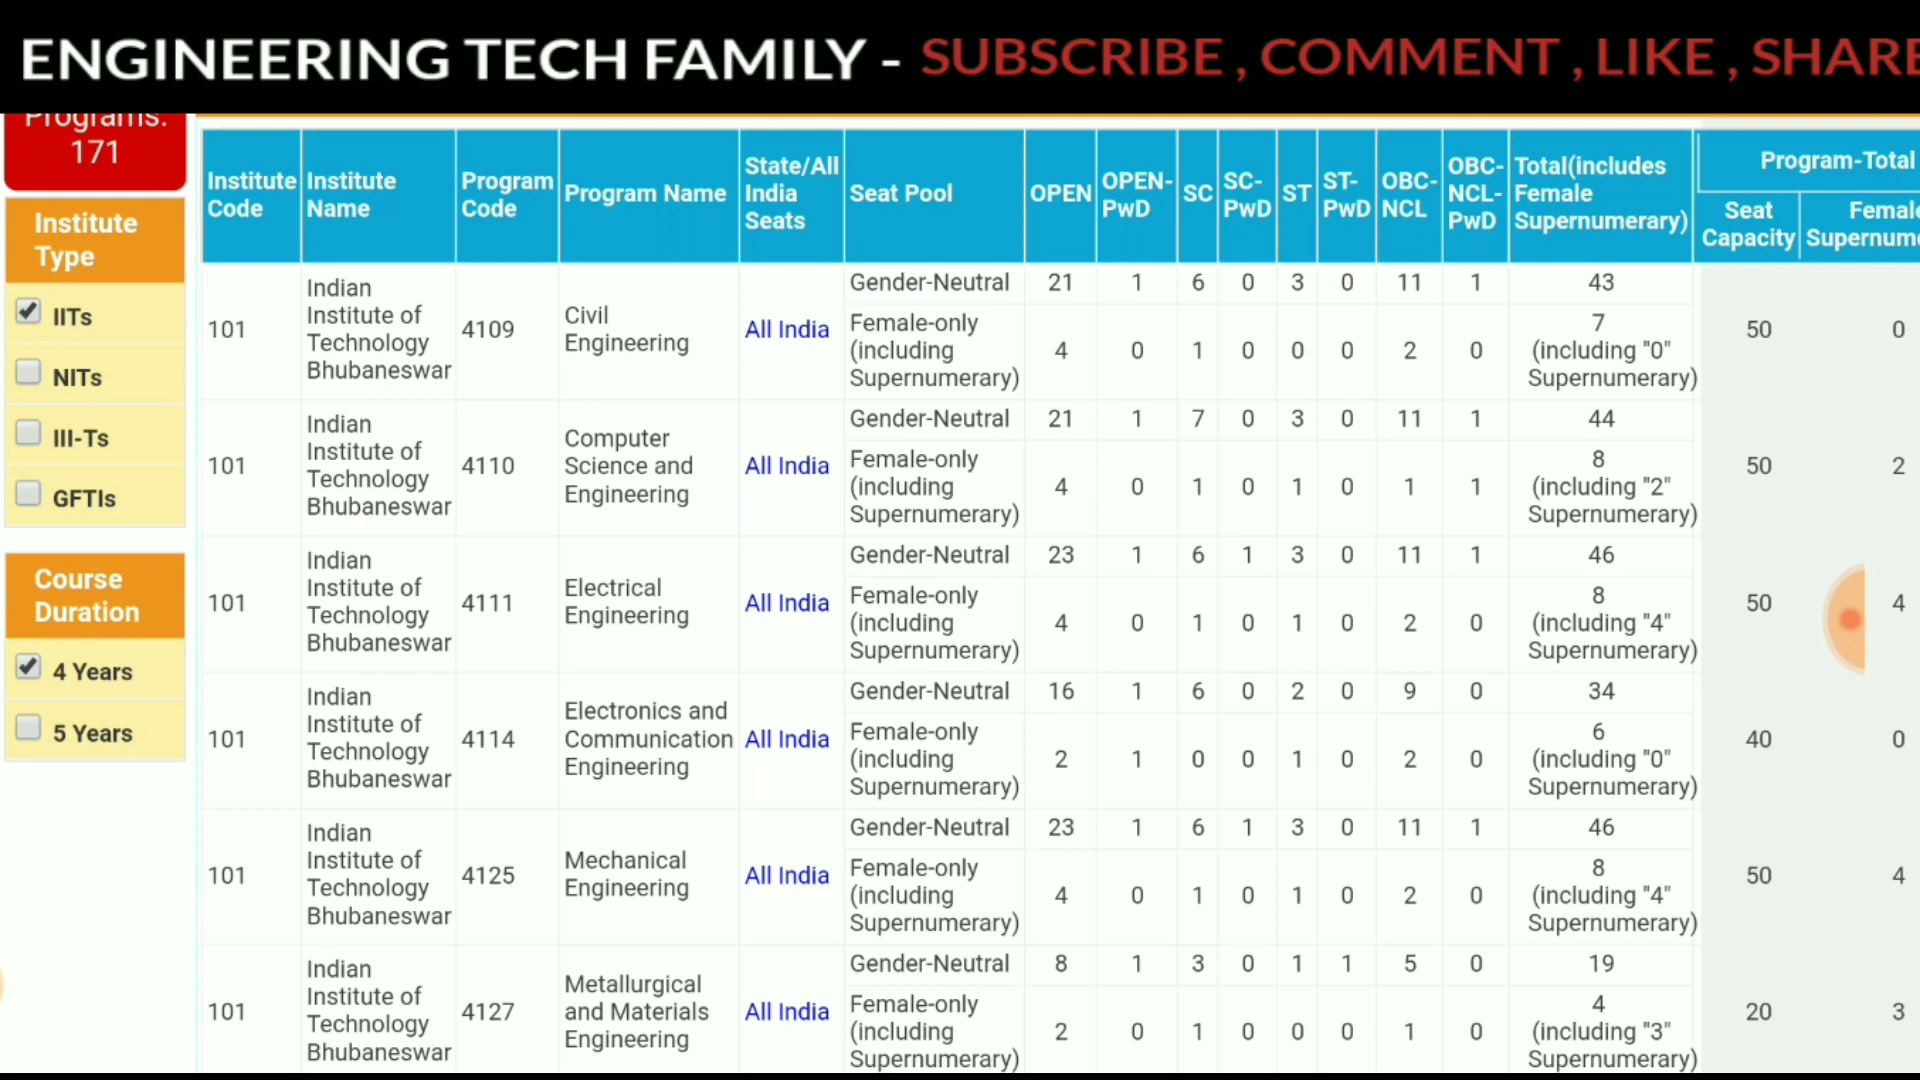 ENGINEERING TECH FAMILY - SUBSCRIBE , COMMENT , LIKE , SHARE
Programs:
171
Institute
Type
IITs
NITs
III-Ts
GFTIs
Course
Duration
4 Years
5 Years
Institute Code | Institute Name | Program Code | Program Name | State/All India Seats | Seat Pool | OPEN | OPEN-PwD | SC | SC-PwD | ST | ST-PwD | OBC-NCL | OBC-NCL-PwD | Total(includes Female Supernumerary) | Program-Total
Seat Capacity
101 | Indian Institute of Technology Bhubaneswar | 4109 | Civil Engineering | All India | Gender-Neutral | 21 | 1 | 6 | 0 | 3 | 0 | 11 | 1 | 43 | 50 | 0
Female-only (including Supernumerary) | 4 | 0 | 1 | 0 | 0 | 0 | 2 | 0 | 7 (including "0" Supernumerary)
101 | Indian Institute of Technology Bhubaneswar | 4110 | Computer Science and Engineering | All India | Gender-Neutral | 21 | 1 | 7 | 0 | 3 | 0 | 11 | 1 | 44 | 50 | 2
Female-only (including Supernumerary) | 4 | 0 | 1 | 0 | 1 | 0 | 1 | 1 | 8 (including "2" Supernumerary)
101 | Indian Institute of Technology Bhubaneswar | 4111 | Electrical Engineering | All India | Gender-Neutral | 23 | 1 | 6 | 1 | 3 | 0 | 11 | 1 | 46 | 50 | 4
Female-only (including Supernumerary) | 4 | 0 | 1 | 0 | 1 | 0 | 2 | 0 | 8 (including "4" Supernumerary)
101 | Indian Institute of Technology Bhubaneswar | 4114 | Electronics and Communication Engineering | All India | Gender-Neutral | 16 | 1 | 6 | 0 | 2 | 0 | 9 | 0 | 34 | 40 | 0
Female-only (including Supernumerary) | 2 | 1 | 0 | 0 | 1 | 0 | 2 | 0 | 6 (including "0" Supernumerary)
101 | Indian Institute of Technology Bhubaneswar | 4125 | Mechanical Engineering | All India | Gender-Neutral | 23 | 1 | 6 | 1 | 3 | 0 | 11 | 1 | 46 | 50 | 4
Female-only (including Supernumerary) | 4 | 0 | 1 | 0 | 1 | 0 | 2 | 0 | 8 (including "4" Supernumerary)
101 | Indian Institute of Technology Bhubaneswar | 4127 | Metallurgical and Materials Engineering | All India | Gender-Neutral | 8 | 1 | 3 | 0 | 1 | 1 | 5 | 0 | 19 | 20 | 3
Female-only (including Supernumerary) | 2 | 0 | 1 | 0 | 0 | 0 | 1 | 0 | 4 (including "3" Supernumerary)